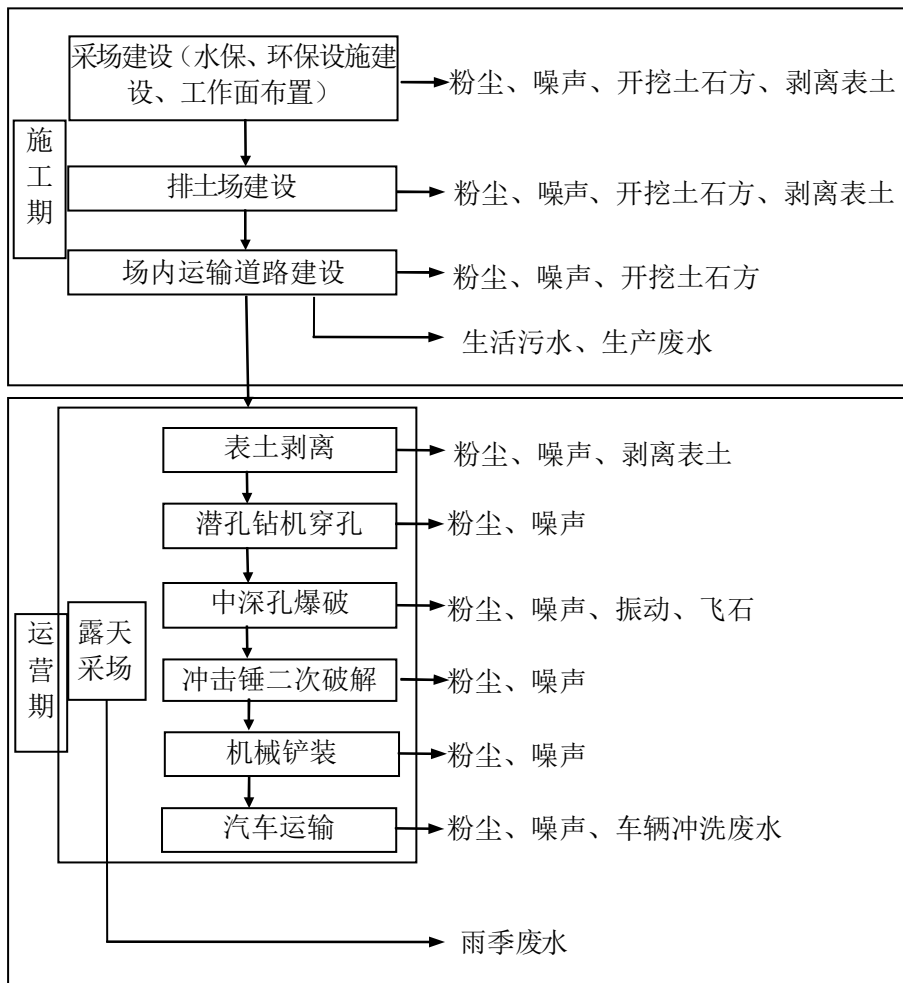 采场建设（水保、环保设施建
设、工作面布置）
粉尘、噪声、开挖土石方、剥离表土
施
工
期
排土场建设
粉尘、噪声、开挖土石方、剥离表土
场内运输道路建设
粉尘、噪声、开挖土石方
生活污水、生产废水
表土剥离
粉尘、噪声、剥离表土
潜孔钻机穿孔
粉尘、噪声
中深孔爆破
粉尘、噪声、振动、飞石
运
营
期
露天
采场
冲击锤二次破解
粉尘、噪声
机械铲装
粉尘、噪声
汽车运输
粉尘、噪声、车辆冲洗废水
雨季废水